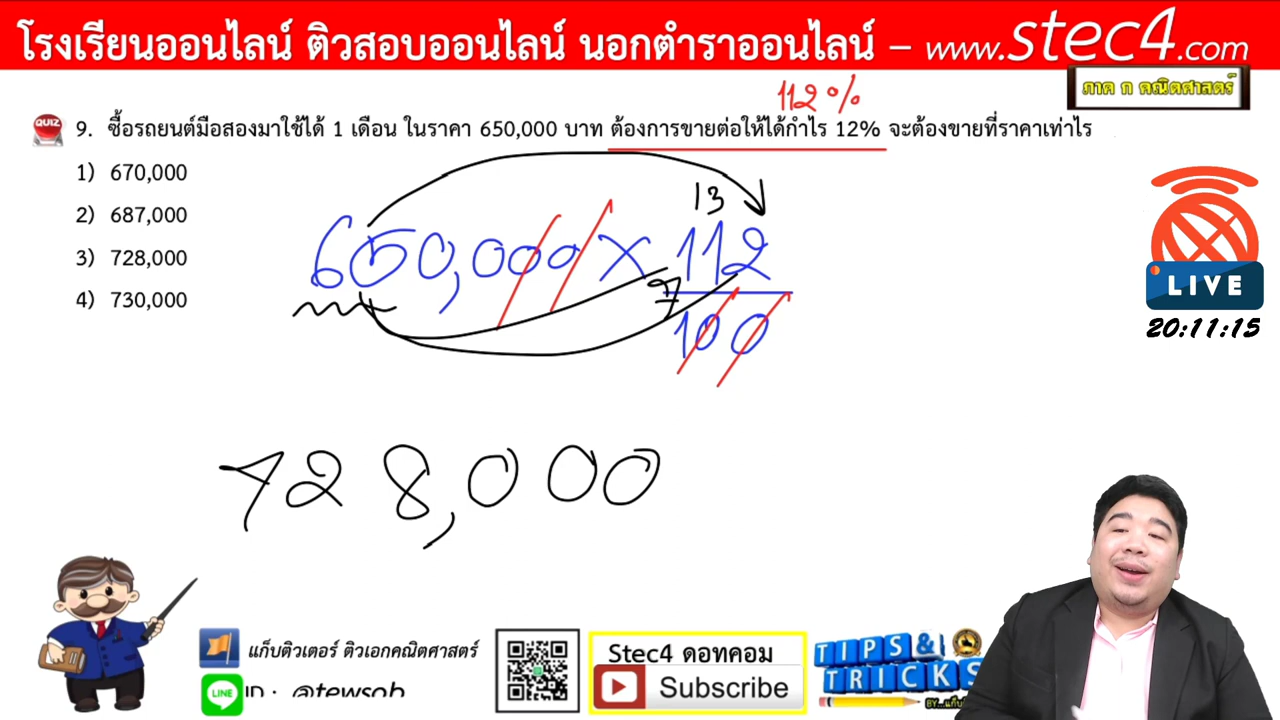 โรงเรียนออนไลน์ ติวสอบออนไลน์ นอกตำราออนไลน์ – www.stec4.com
ภาค ก คณิตศาสตร์
112%
QUIZ 9. ซื้อรถยนต์มือสองมาใช้ได้ 1 เดือน ในราคา 650,000 บาท ต้องการขายต่อให้ได้กำไร 12% จะต้องขายที่ราคาเท่าไร
1) 670,000
2) 687,000
3) 728,000
4) 730,000
13
650,000 × 112
7
100
LIVE
20:11:15
728,000
แก็บติวเตอร์ ติวเอกคณิตศาสตร์
LINE ID : @tewsob
Stec4 ดอทคอม
Subscribe
TIPS &
TRICKS